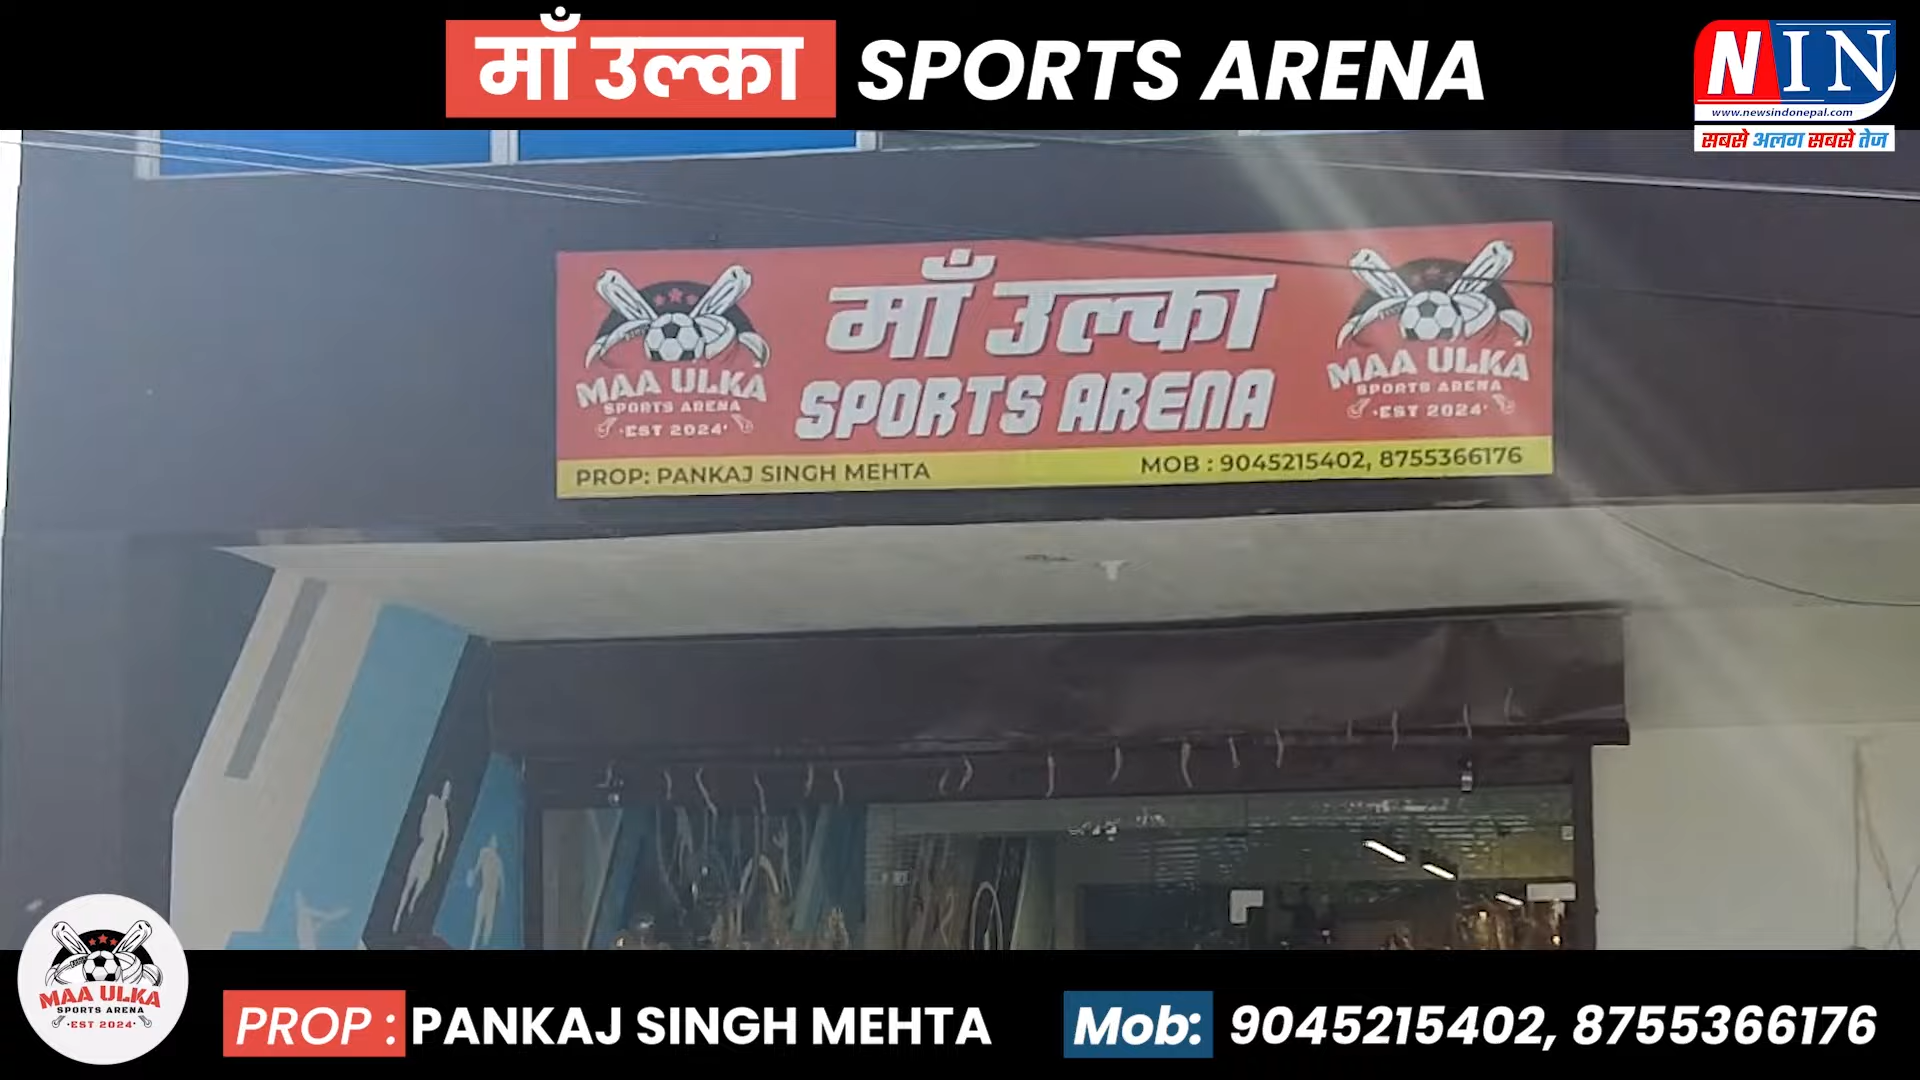 माँ उल्का SPORTS ARENA
NIN
www.newsindonepal.com
सबसे अलग सबसे तेज
माँ उल्का
SPORTS ARENA
MAA ULKA
SPORTS ARENA
EST 2024
MAA ULKA
SPORTS ARENA
EST 2024
PROP: PANKAJ SINGH MEHTA MOB : 9045215402, 8755366176
MAA ULKA
SPORTS ARENA
EST 2024
PROP : PANKAJ SINGH MEHTA Mob: 9045215402, 8755366176